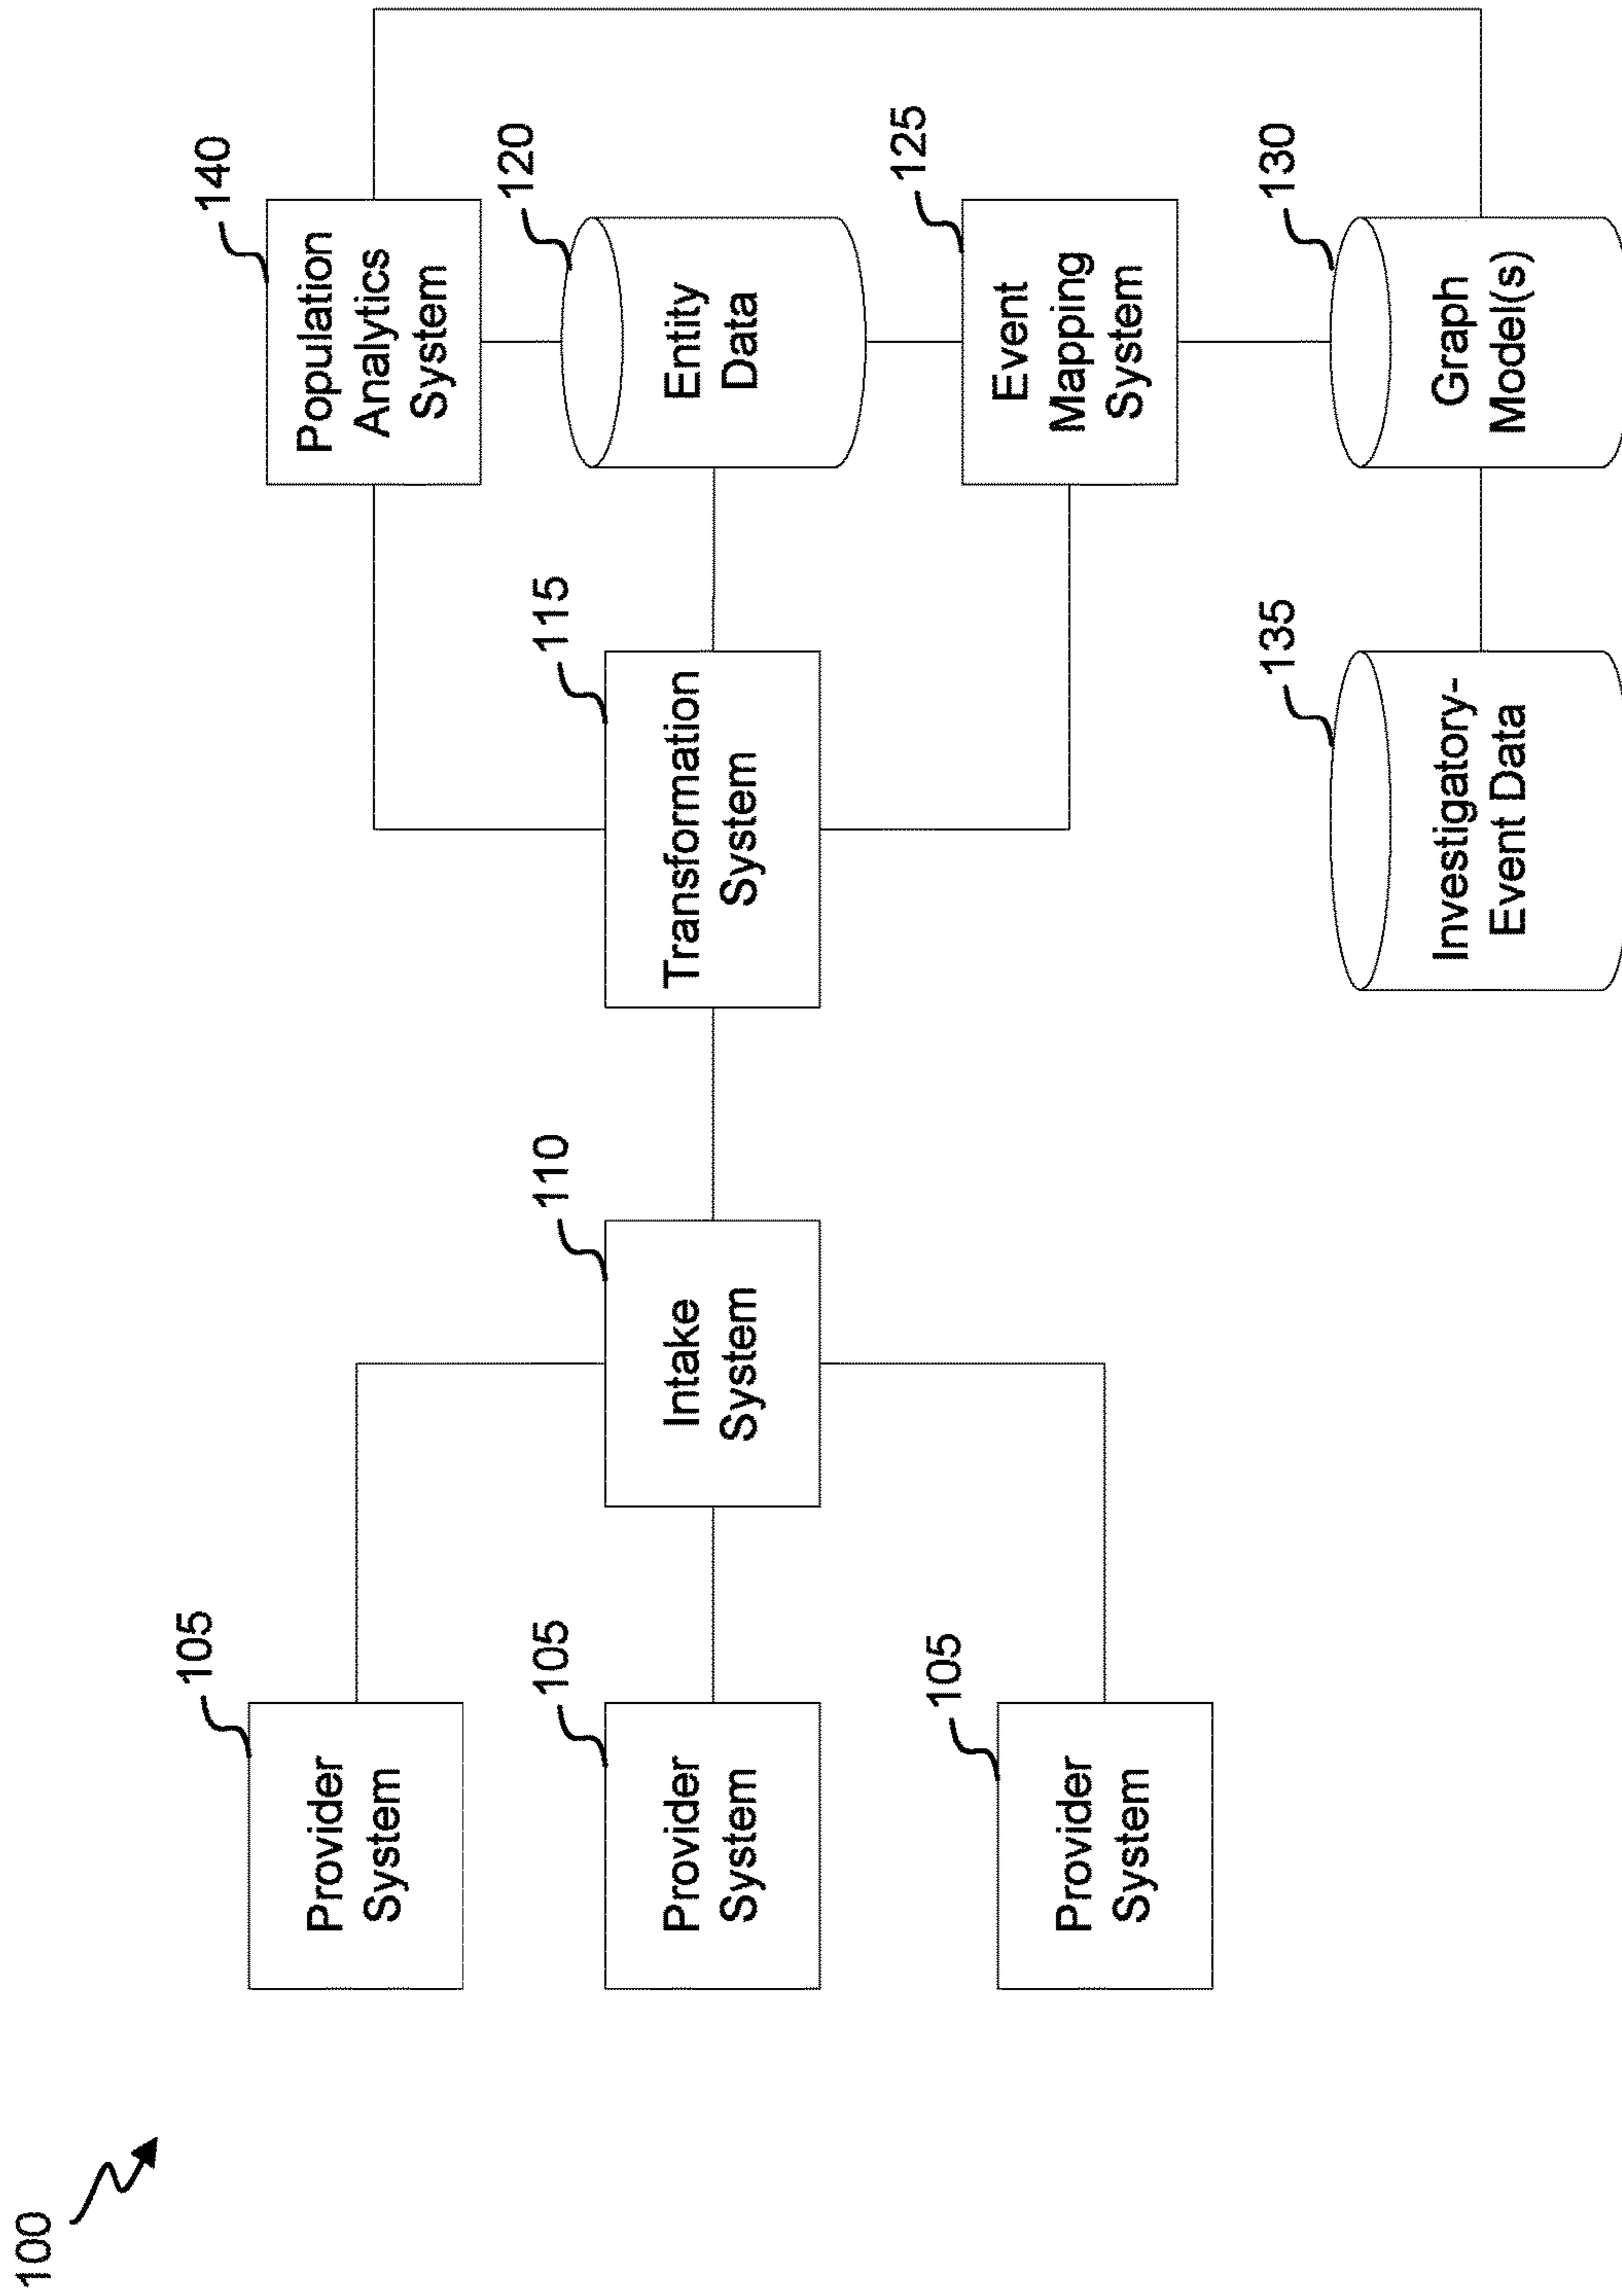 100
105
Provider
System
105
Provider
System
105
Provider
System
110
Intake
System
115
Transformation
System
140
Population
Analytics
System
120
Entity
Data
125
Event
Mapping
System
135
Investigatory-
Event Data
130
Graph
Model(s)